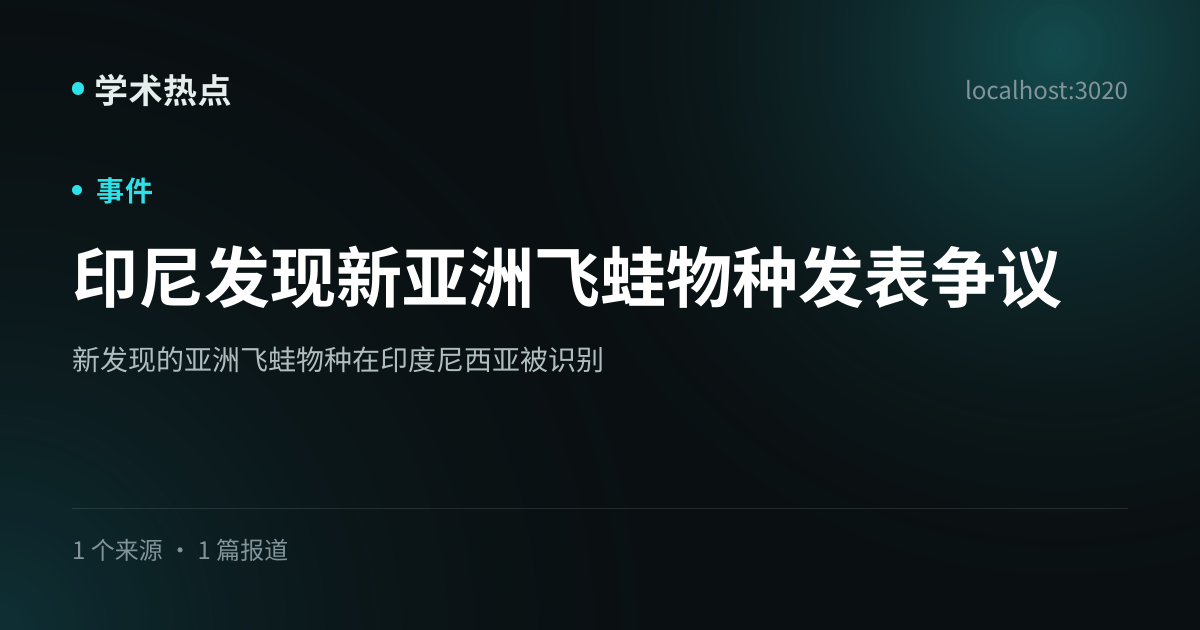 学术热点
localhost:3020
事件
印尼发现新亚洲飞蛙物种发表争议
新发现的亚洲飞蛙物种在印度尼西亚被识别
1 个来源 · 1 篇报道